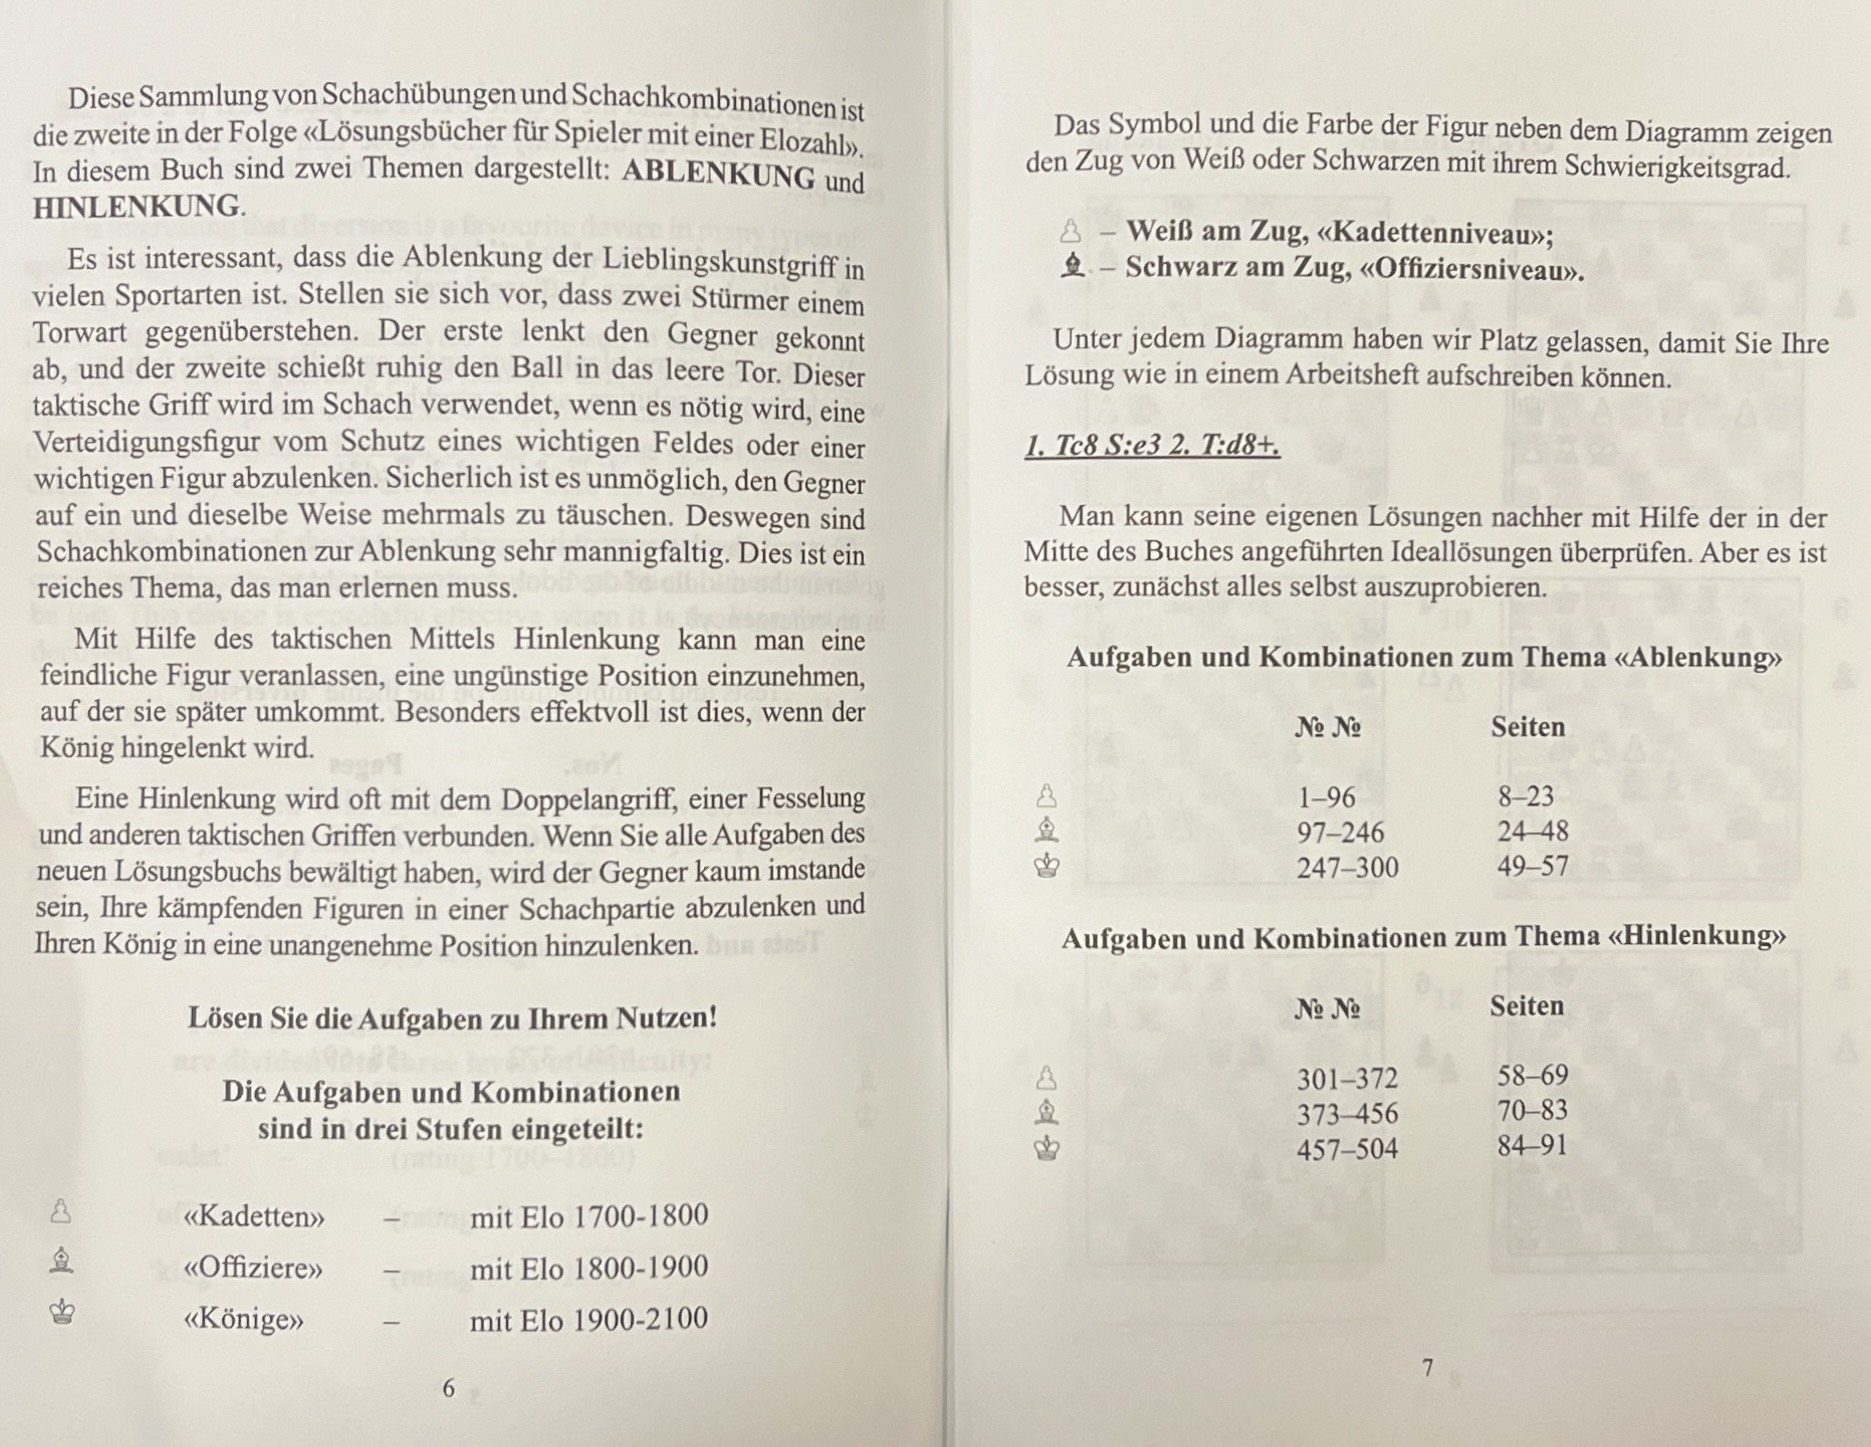 Diese Sammlung von Schachübungen und Schachkombinationen ist
die zweite in der Folge «Lösungsbücher für Spieler mit einer Elozahl».
In diesem Buch sind zwei Themen dargestellt: ABLENKUNG und
HINLENKUNG.
Es ist interessant, dass die Ablenkung der Lieblingskunstgriff in
vielen Sportarten ist. Stellen sie sich vor, dass zwei Stürmer einem
Torwart gegenüberstehen. Der erste lenkt den Gegner gekonnt
ab, und der zweite schießt ruhig den Ball in das leere Tor. Dieser
taktische Griff wird im Schach verwendet, wenn es nötig wird, eine
Verteidigungsfigur vom Schutz eines wichtigen Feldes oder einer
wichtigen Figur abzulenken. Sicherlich ist es unmöglich, den Gegner
auf ein und dieselbe Weise mehrmals zu täuschen. Deswegen sind
Schachkombinationen zur Ablenkung sehr mannigfaltig. Dies ist ein
reiches Thema, das man erlernen muss.
Mit Hilfe des taktischen Mittels Hinlenkung kann man eine
feindliche Figur veranlassen, eine ungünstige Position einzunehmen,
auf der sie später umkommt. Besonders effektvoll ist dies, wenn der
König hingelenkt wird.
Eine Hinlenkung wird oft mit dem Doppelangriff, einer Fesselung
und anderen taktischen Griffen verbunden. Wenn Sie alle Aufgaben des
neuen Lösungsbuchs bewältigt haben, wird der Gegner kaum imstande
sein, Ihre kämpfenden Figuren in einer Schachpartie abzulenken und
Ihren König in eine unangenehme Position hinzulenken.
Lösen Sie die Aufgaben zu Ihrem Nutzen!
Die Aufgaben und Kombinationen
sind in drei Stufen eingeteilt:
♙ «Kadetten» – mit Elo 1700-1800
♗ «Offiziere» – mit Elo 1800-1900
♔ «Könige» – mit Elo 1900-2100
6
Das Symbol und die Farbe der Figur neben dem Diagramm zeigen
den Zug von Weiß oder Schwarzen mit ihrem Schwierigkeitsgrad.
♙ – Weiß am Zug, «Kadettenniveau»;
♝ – Schwarz am Zug, «Offiziersniveau».
Unter jedem Diagramm haben wir Platz gelassen, damit Sie Ihre
Lösung wie in einem Arbeitsheft aufschreiben können.
1. Tc8 S:e3 2. T:d8+.
Man kann seine eigenen Lösungen nachher mit Hilfe der in der
Mitte des Buches angeführten Ideallösungen überprüfen. Aber es ist
besser, zunächst alles selbst auszuprobieren.
Aufgaben und Kombinationen zum Thema «Ablenkung»
№ № Seiten
♙ 1–96 8–23
♗ 97–246 24–48
♔ 247–300 49–57
Aufgaben und Kombinationen zum Thema «Hinlenkung»
№ № Seiten
♙ 301–372 58–69
♗ 373–456 70–83
♔ 457–504 84–91
7